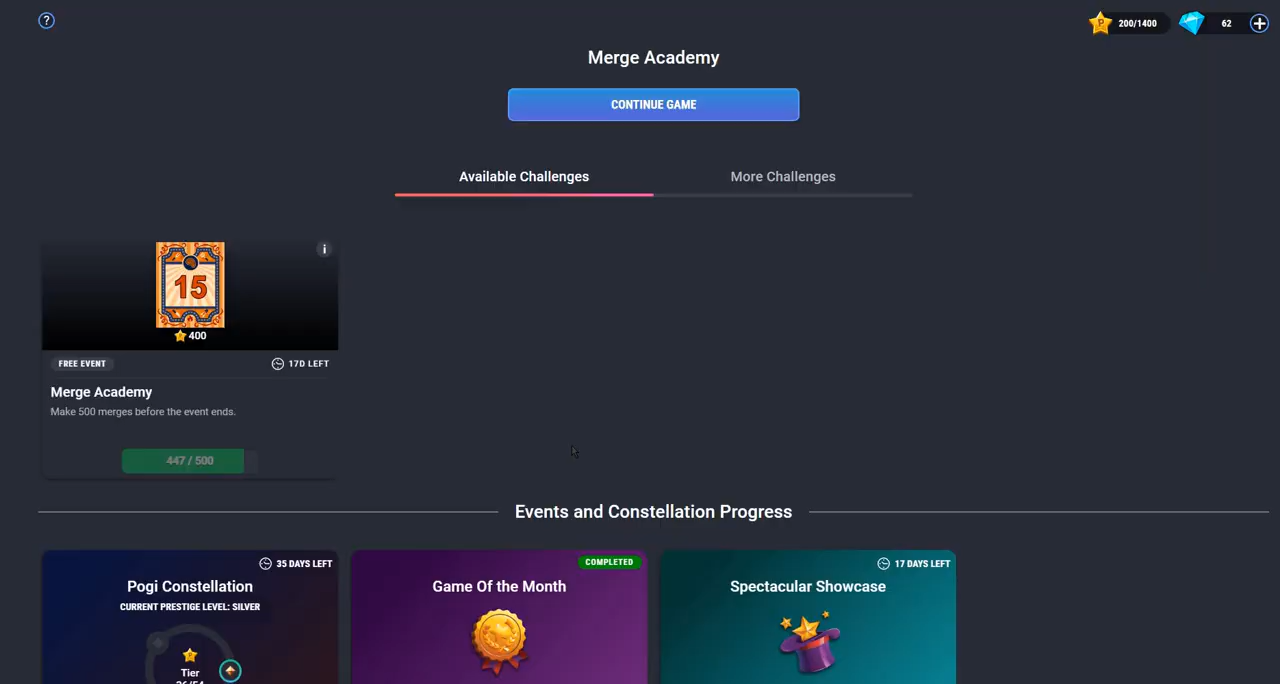 ?
200/1400
62
Merge Academy
CONTINUE GAME
Available Challenges
More Challenges
i
15
400
FREE EVENT
17D LEFT
Merge Academy
Make 500 merges before the event ends.
447 / 500
Events and Constellation Progress
35 DAYS LEFT
Pogi Constellation
CURRENT PRESTIGE LEVEL: SILVER
Tier
COMPLETED
Game Of the Month
17 DAYS LEFT
Spectacular Showcase